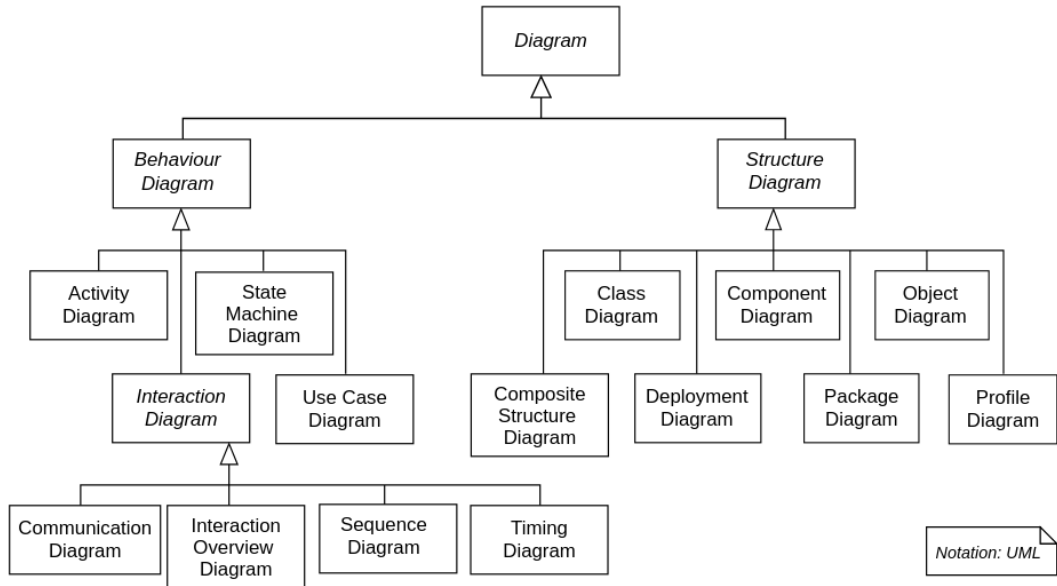 Diagram
Behaviour
Diagram
Structure
Diagram
Activity
Diagram
State
Machine
Diagram
Class
Diagram
Component
Diagram
Object
Diagram
Interaction
Diagram
Use Case
Diagram
Composite
Structure
Diagram
Deployment
Diagram
Package
Diagram
Profile
Diagram
Communication
Diagram
Interaction
Overview
Diagram
Sequence
Diagram
Timing
Diagram
Notation: UML